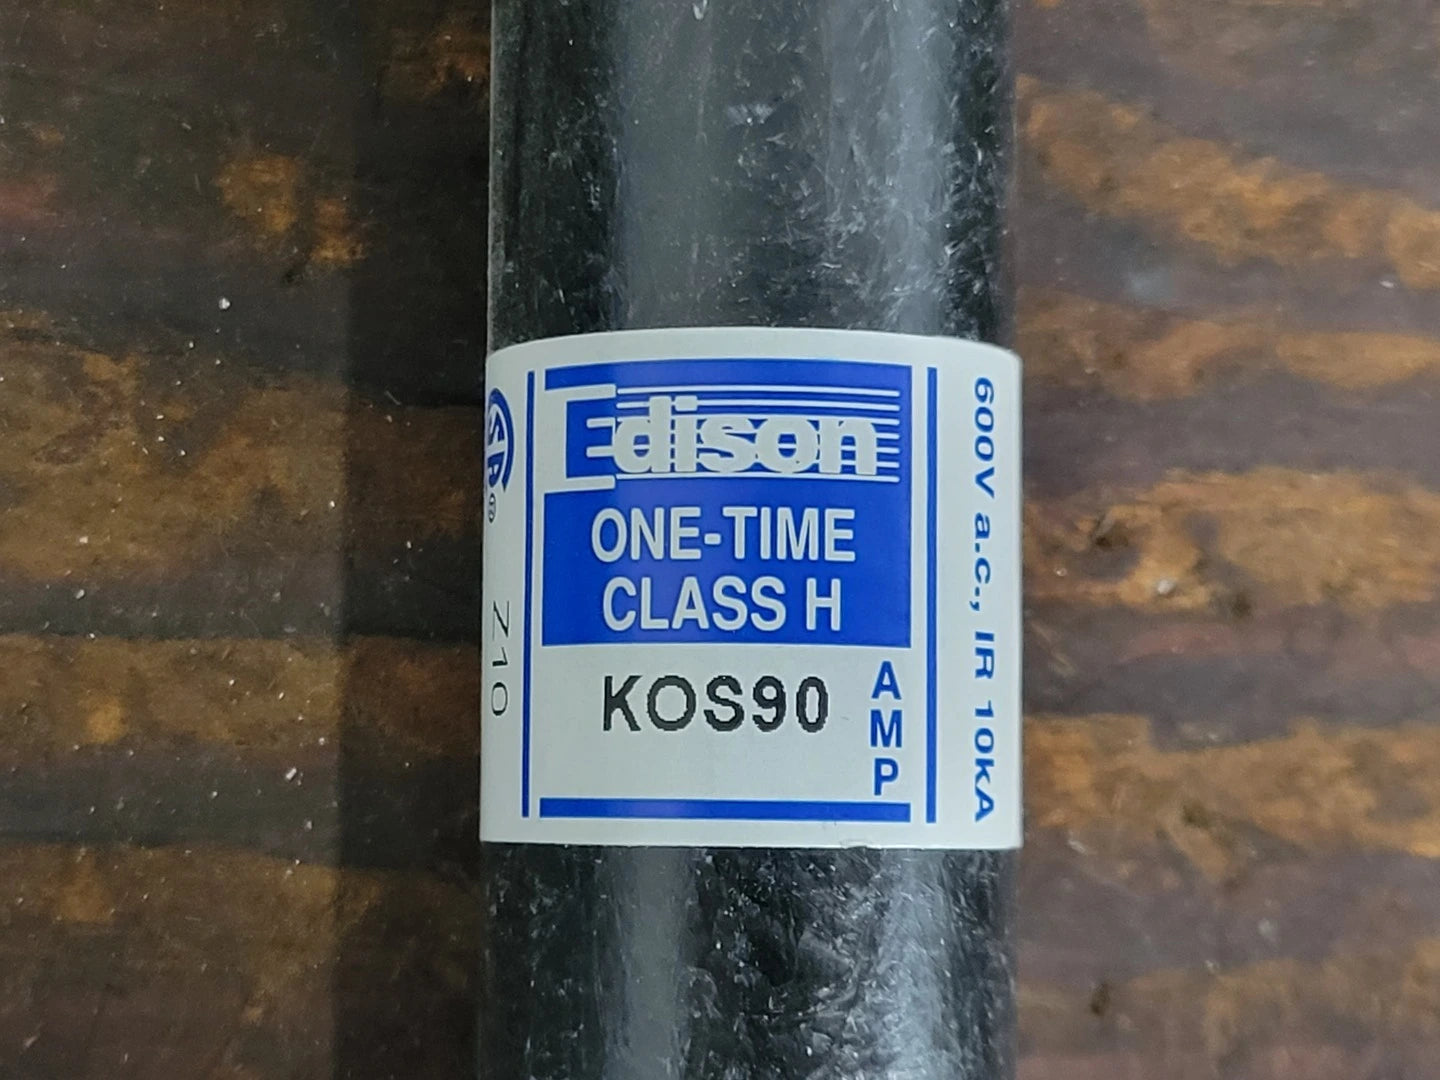 Edison
ONE-TIME
CLASS H
KOS90
AMP
600V a.c., IR 10kA
Z10